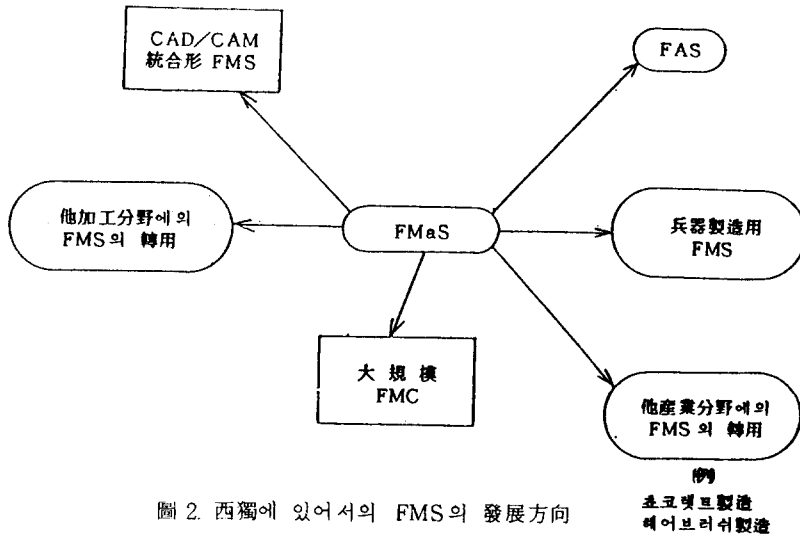 CAD/CAM
統合形 FMS
FAS
他加工分野에의
FMS의 轉用
FMaS
兵器製造用
FMS
大規模
FMC
他産業分野에의
FMS의 轉用
例
쵸코렛트製造
헤어브러쉬製造
圖 2. 西獨에 있어서의 FMS의 發展方向